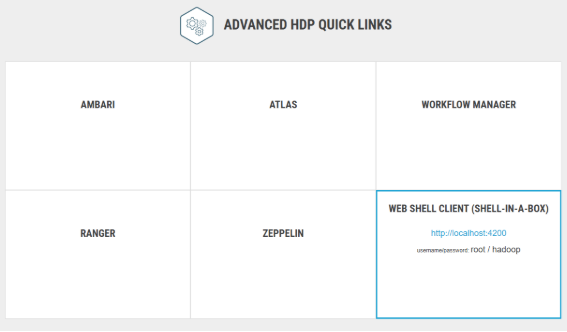 ADVANCED HDP QUICK LINKS
AMBARI
ATLAS
WORKFLOW MANAGER
RANGER
ZEPPELIN
WEB SHELL CLIENT (SHELL-IN-A-BOX)
http://localhost:4200
username/password: root / hadoop